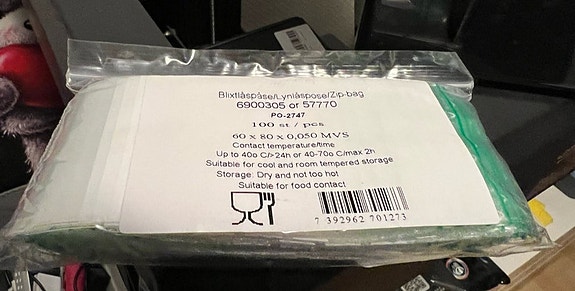 Blixtlåspåse/Lynlåspose/Zip-bag
6900305 or 57770
PO-2747
100 st / pcs
60 x 80 x 0,050 MVS
Contact temperature/time
Up to 40o C/>24h or 40-70o C/max 2h
Suitable for cool and room tempered storage
Storage: Dry and not too hot
Suitable for food contact
7 392962 701273